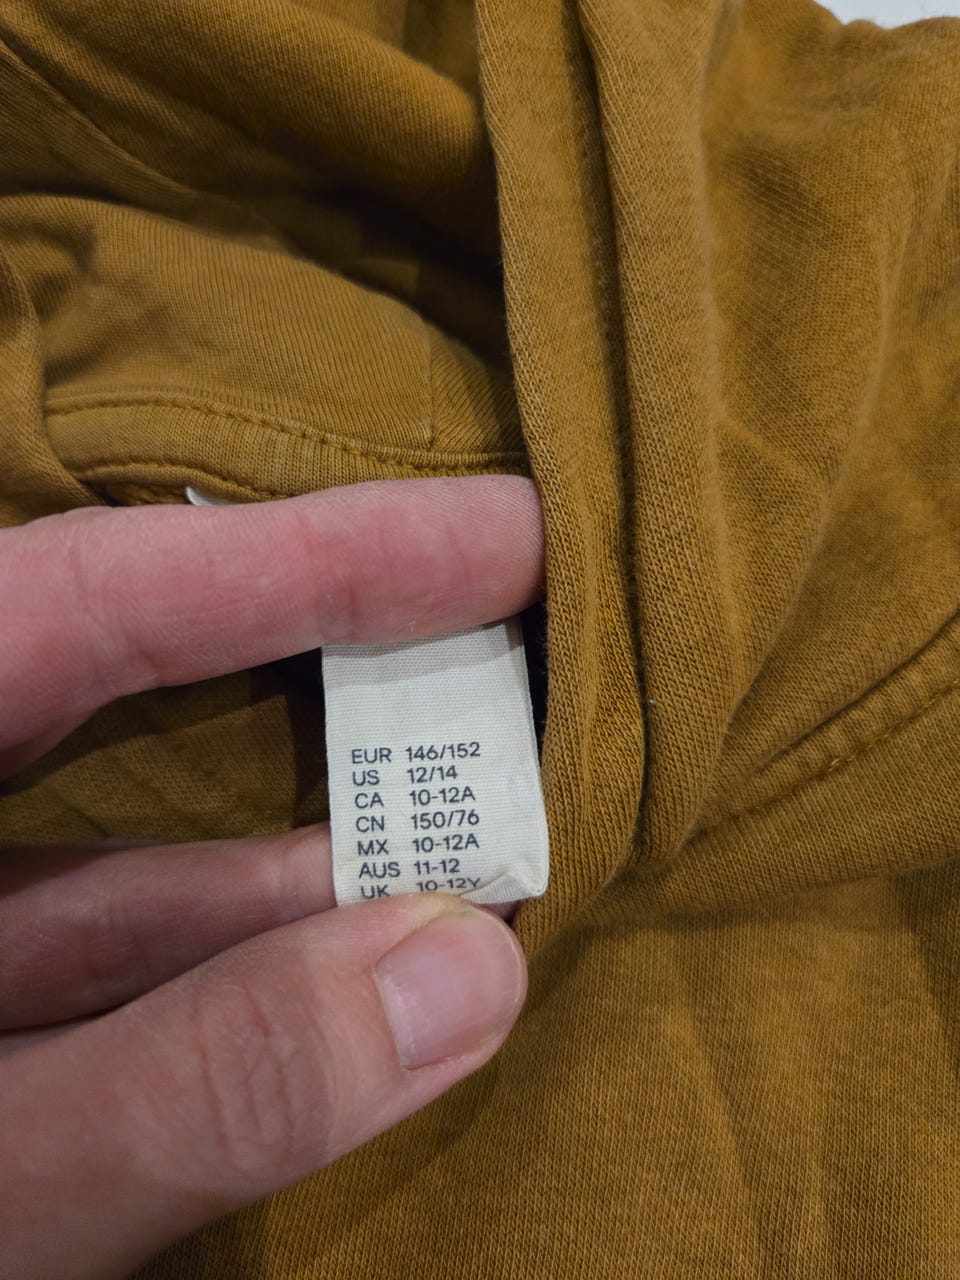 EUR 146/152
US 12/14
CA 10-12A
CN 150/76
MX 10-12A
AUS 11-12
UK 10-12Y